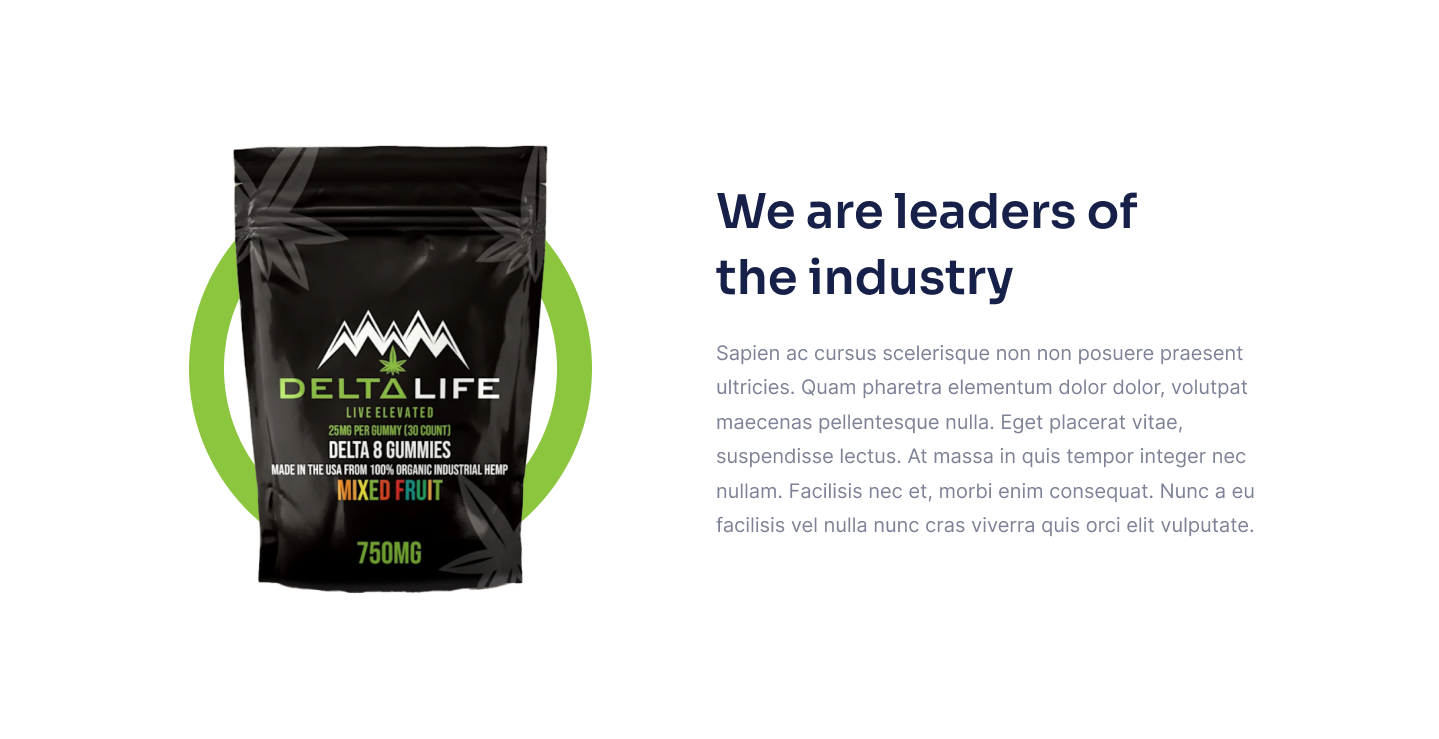 DELTA LIFE
LIVE ELEVATED
25MG PER GUMMY (30 COUNT)
DELTA 8 GUMMIES
MADE IN THE USA FROM 100% ORGANIC INDUSTRIAL HEMP
MIXED FRUIT
750MG
We are leaders of
the industry
Sapien ac cursus scelerisque non non posuere praesent
ultricies. Quam pharetra elementum dolor dolor, volutpat
maecenas pellentesque nulla. Eget placerat vitae,
suspendisse lectus. At massa in quis tempor integer nec
nullam. Facilisis nec et, morbi enim consequat. Nunc a eu
facilisis vel nulla nunc cras viverra quis orci elit vulputate.